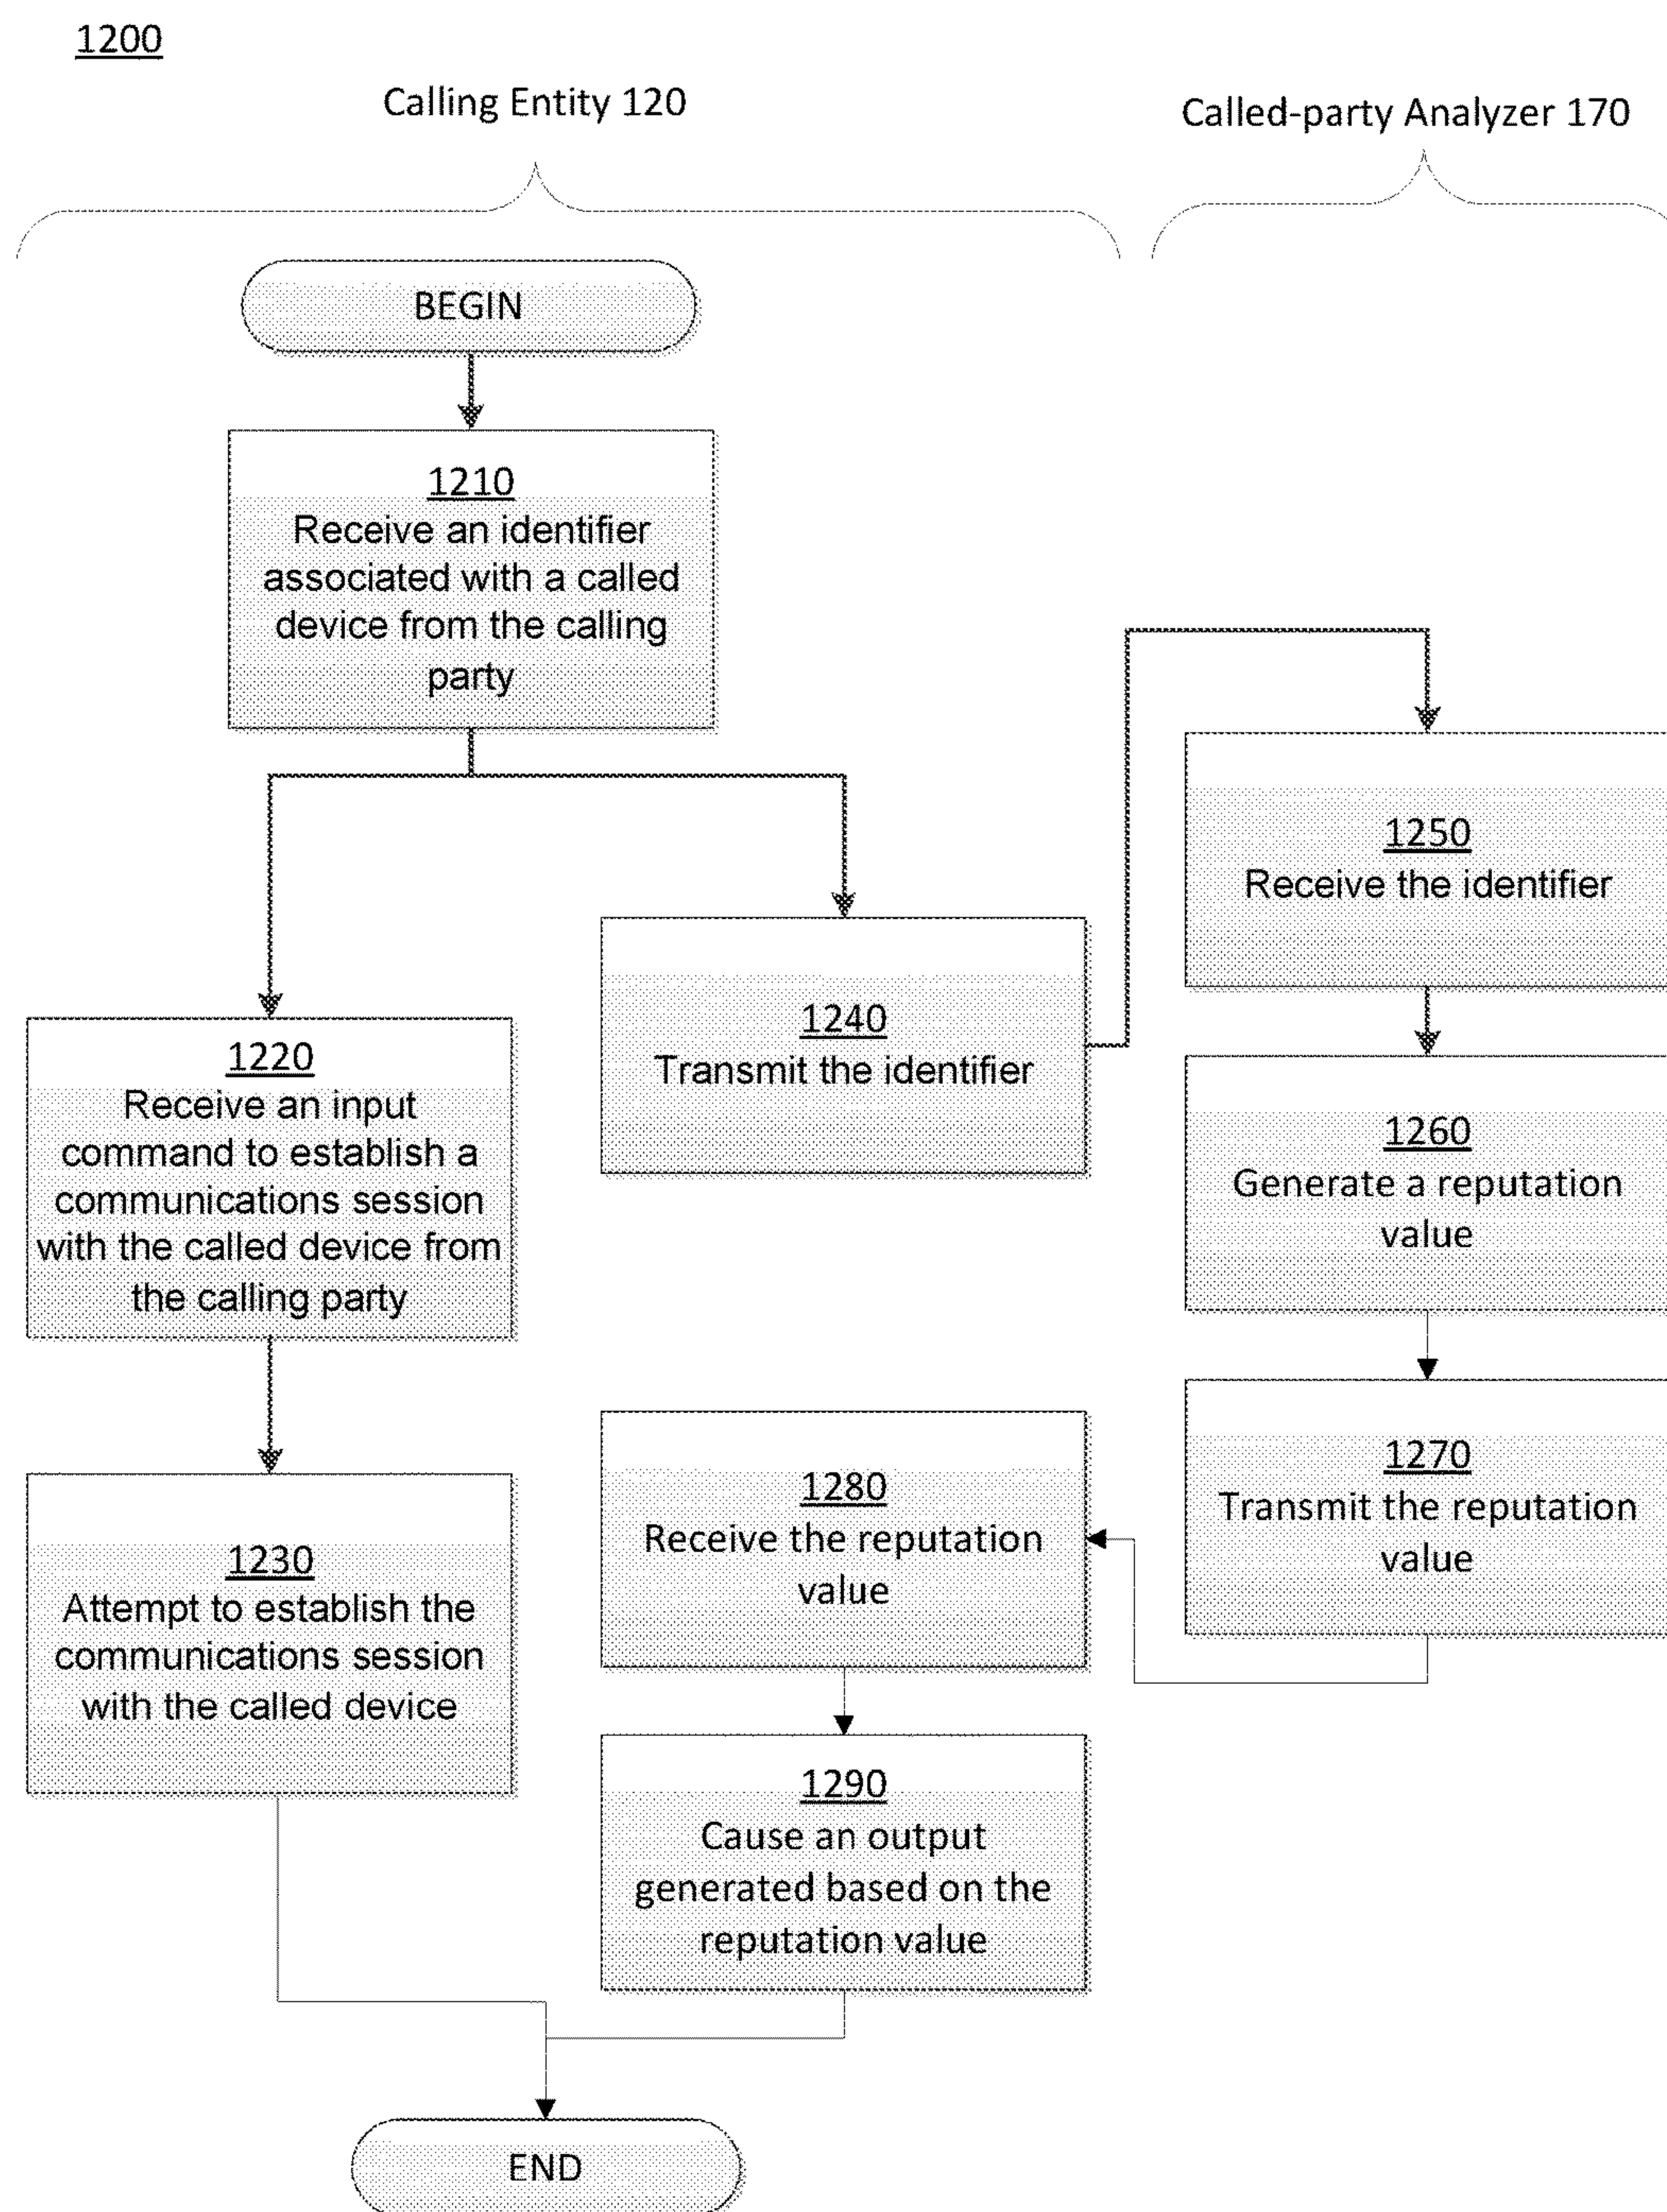 1200
Calling Entity 120
Called-party Analyzer 170
BEGIN
1210
Receive an identifier
associated with a called
device from the calling
party
1220
Receive an input
command to establish a
communications session
with the called device from
the calling party
1230
Attempt to establish the
communications session
with the called device
1240
Transmit the identifier
1250
Receive the identifier
1260
Generate a reputation
value
1270
Transmit the reputation
value
1280
Receive the reputation
value
1290
Cause an output
generated based on the
reputation value
END